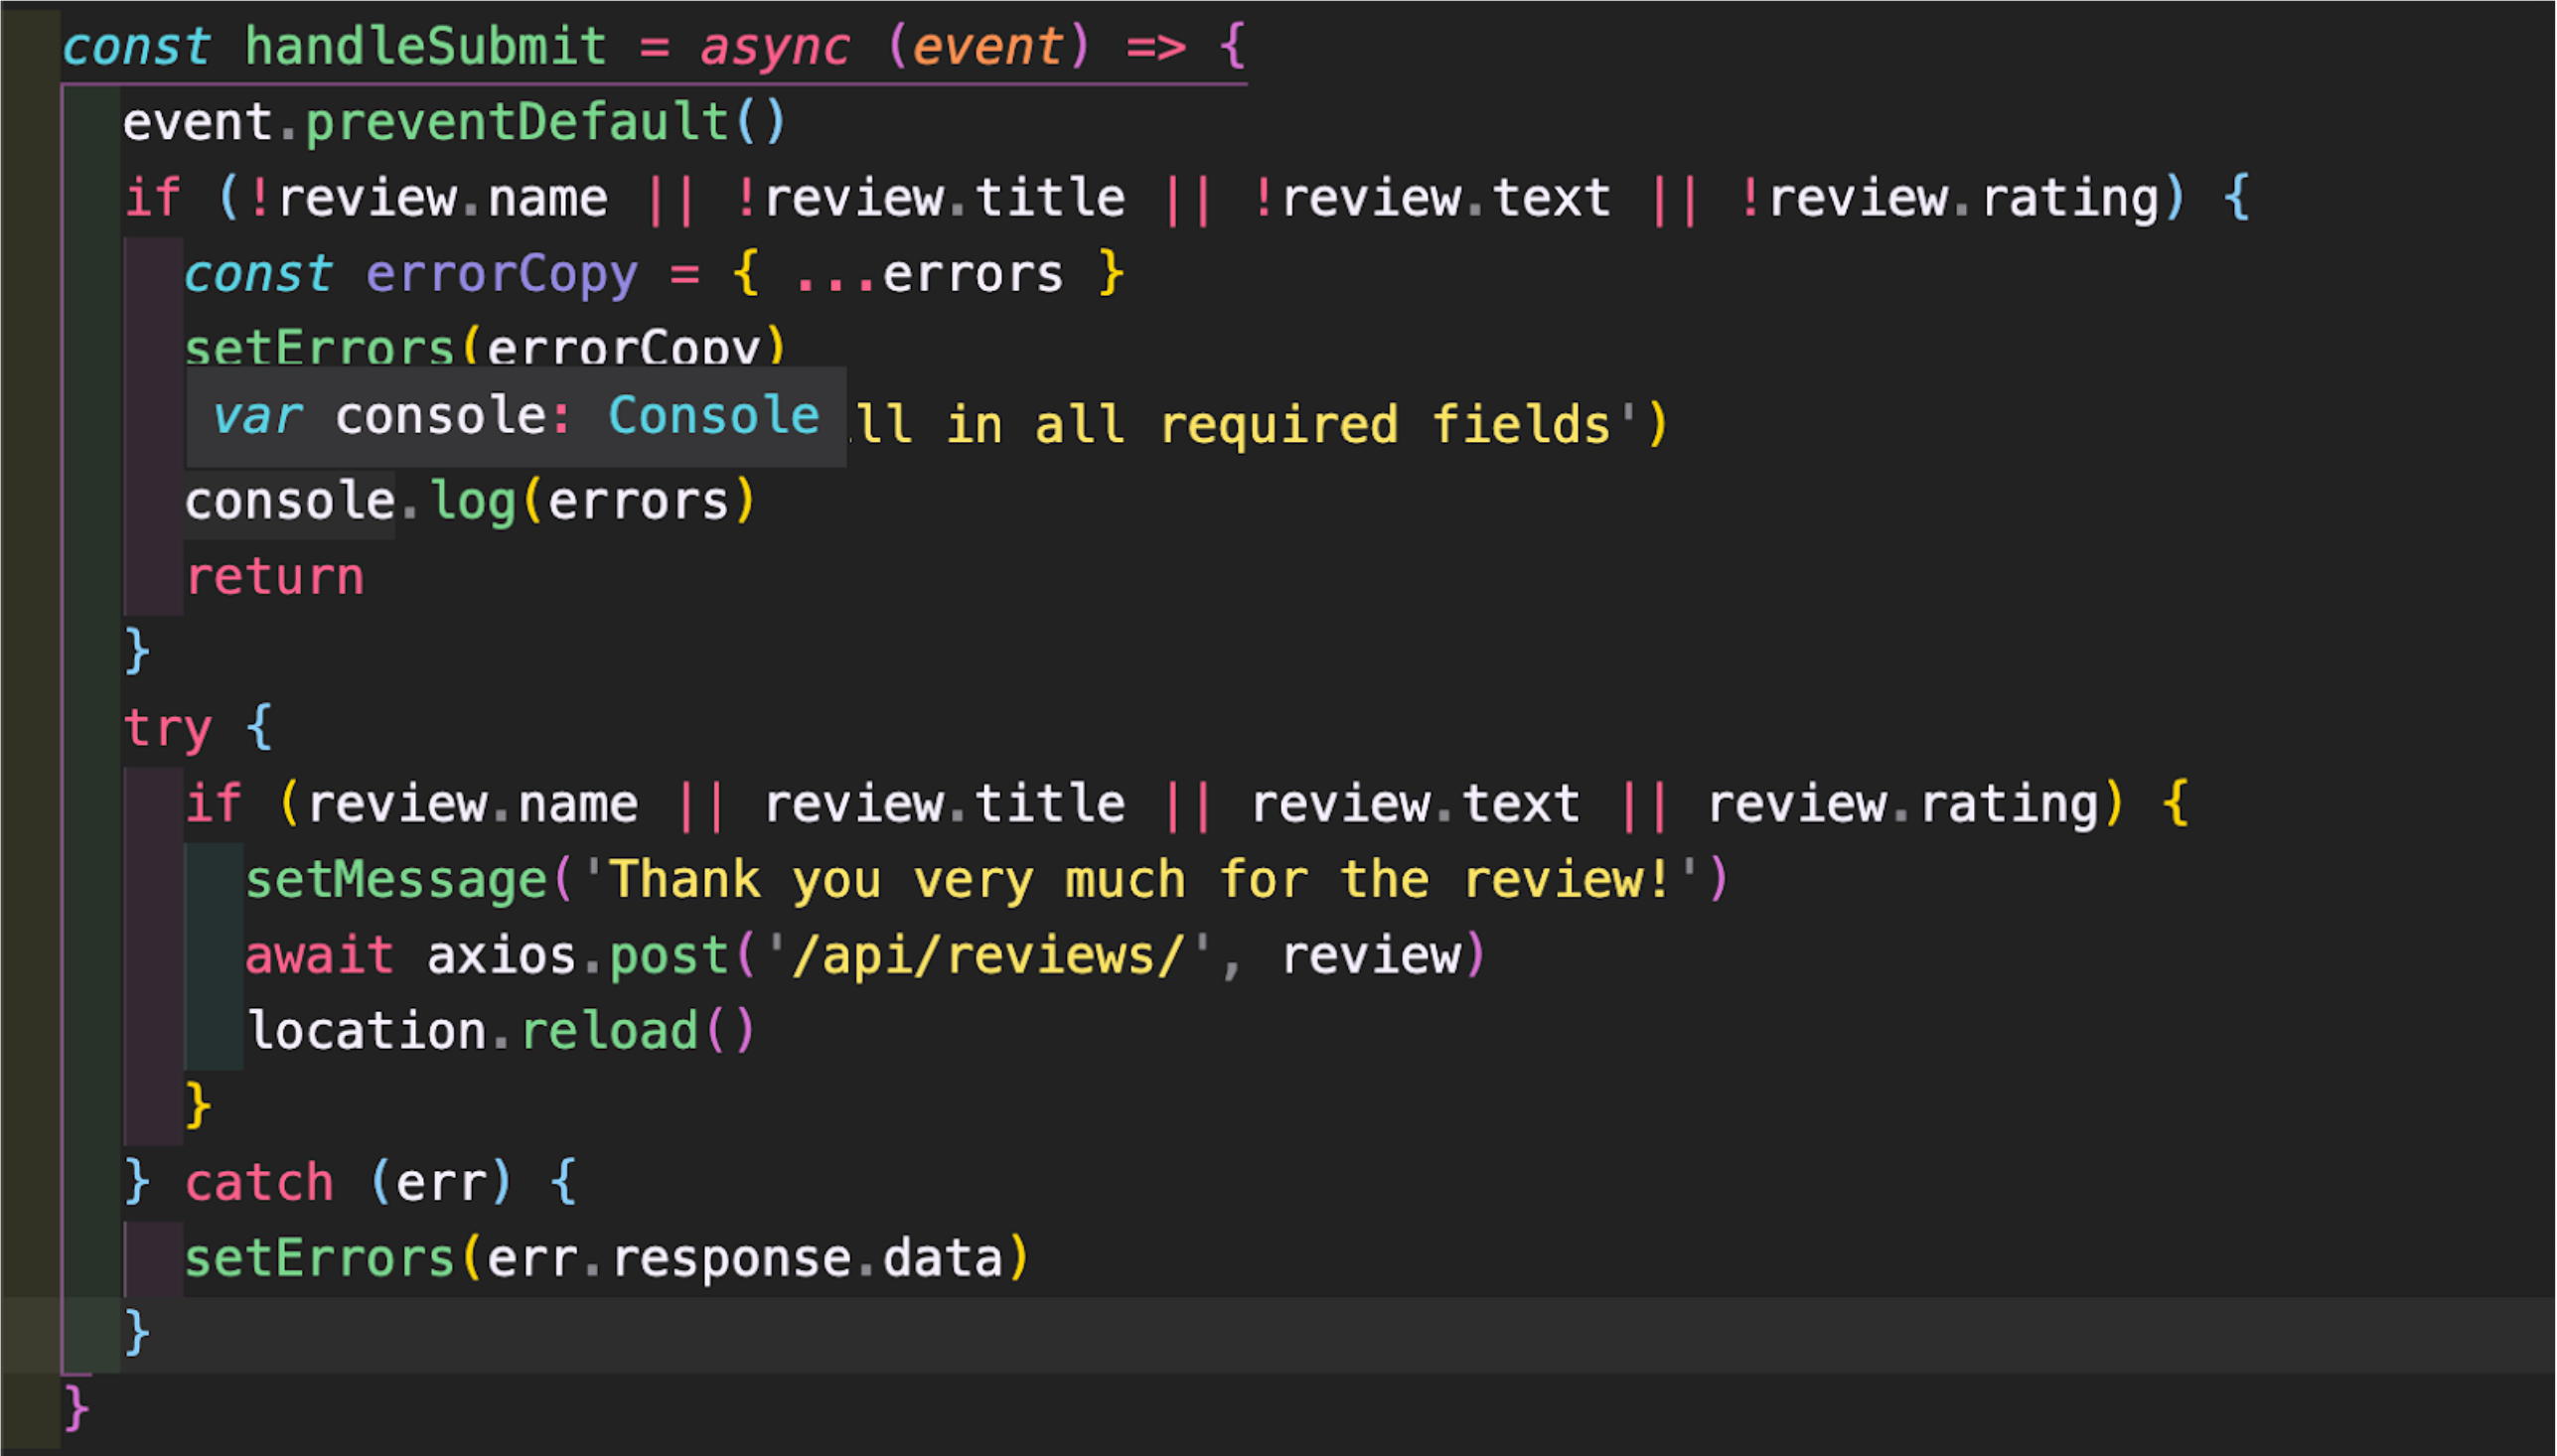 const handleSubmit = async (event) => {
event.preventDefault()
if (!review.name || !review.title || !review.text || !review.rating) {
const errorCopy = { ...errors }
setErrors(errorCopy)
var console: Console
in all required fields')
console.log(errors)
return
}
try {
if (review.name || review.title || review.text || review.rating) {
setMessage('Thank you very much for the review!')
await axios.post('/api/reviews/', review)
location.reload()
}
} catch (err) {
setErrors(err.response.data)
}
}